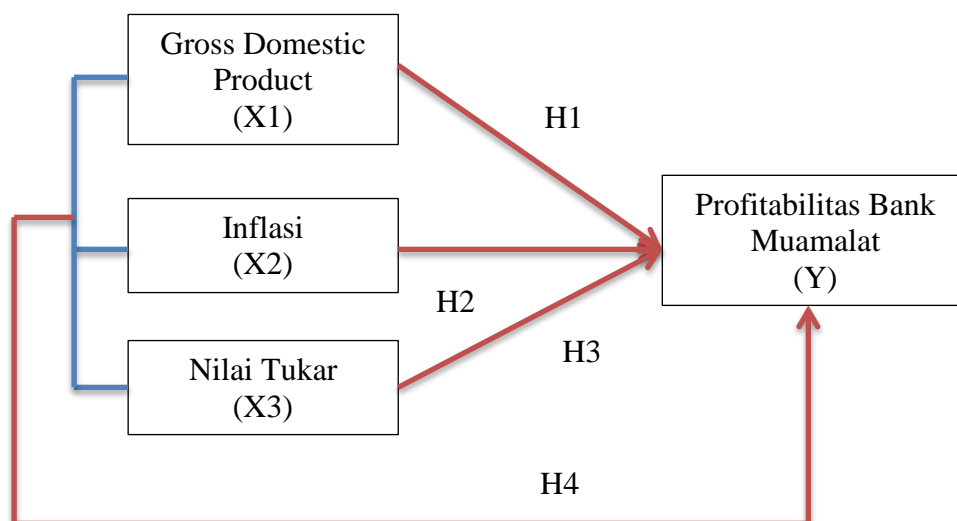 Gross Domestic
Product
(X1)
H1
Inflasi
(X2)
Profitabilitas Bank
Muamalat
(Y)
H2
H3
Nilai Tukar
(X3)
H4